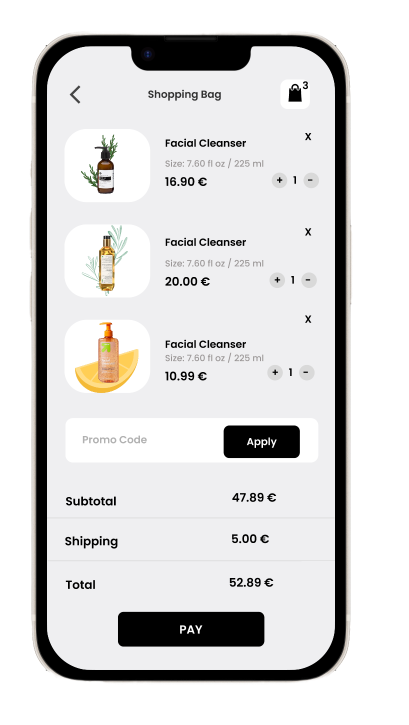 Shopping Bag
3
X
Facial Cleanser
Size: 7.60 fl oz / 225 ml
16.90 €
+ 1 -
X
Facial Cleanser
Size: 7.60 fl oz / 225 ml
20.00 €
+ 1 -
X
Facial Cleanser
Size: 7.60 fl oz / 225 ml
10.99 €
+ 1 -
Promo Code
Apply
Subtotal 47.89 €
Shipping 5.00 €
Total 52.89 €
PAY